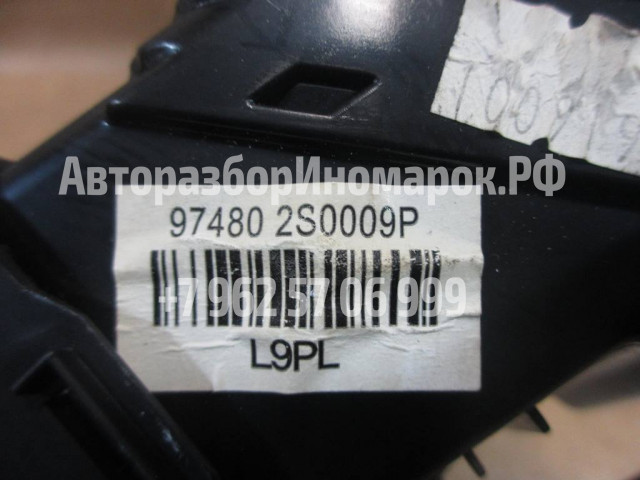 АвторазборИномарок.РФ
97480 2S0009P
+7 962 57 06 999
L9PL